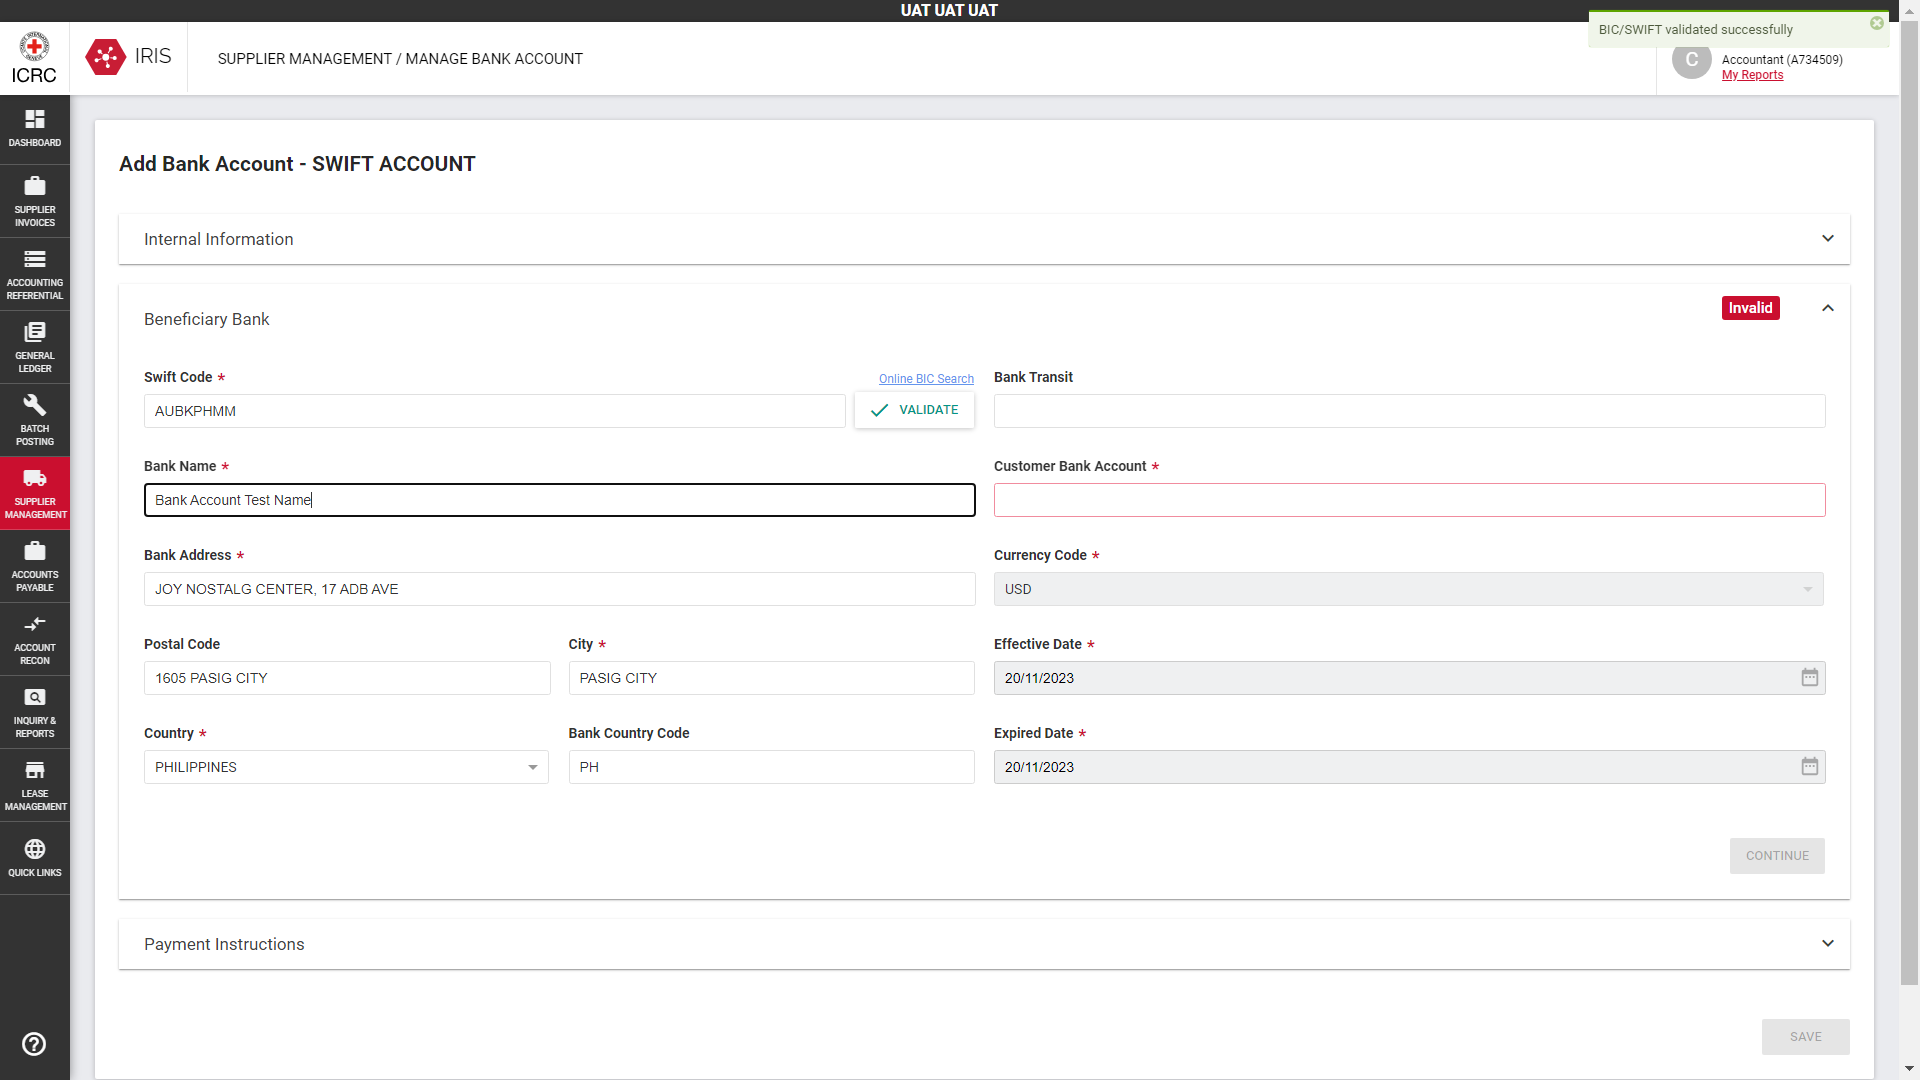 UAT UAT UAT
BIC/SWIFT validated successfully
ICRC
IRIS
SUPPLIER MANAGEMENT / MANAGE BANK ACCOUNT
C
Accountant (A734509)
My Reports
DASHBOARD
SUPPLIER
INVOICES
ACCOUNTING
REFERENTIAL
GENERAL
LEDGER
BATCH
POSTING
SUPPLIER
MANAGEMENT
ACCOUNTS
PAYABLE
ACCOUNT
RECON
INQUIRY &
REPORTS
LEASE
MANAGEMENT
QUICK LINKS
Add Bank Account - SWIFT ACCOUNT
Internal Information
Beneficiary Bank
Invalid
Swift Code *
Online BIC Search
AUBKPHMM
VALIDATE
Bank Transit
Bank Name *
Bank Account Test Name
Customer Bank Account *
Bank Address *
JOY NOSTALG CENTER, 17 ADB AVE
Currency Code *
USD
Postal Code
1605 PASIG CITY
City *
PASIG CITY
Effective Date *
20/11/2023
Country *
PHILIPPINES
Bank Country Code
PH
Expired Date *
20/11/2023
CONTINUE
Payment Instructions
SAVE